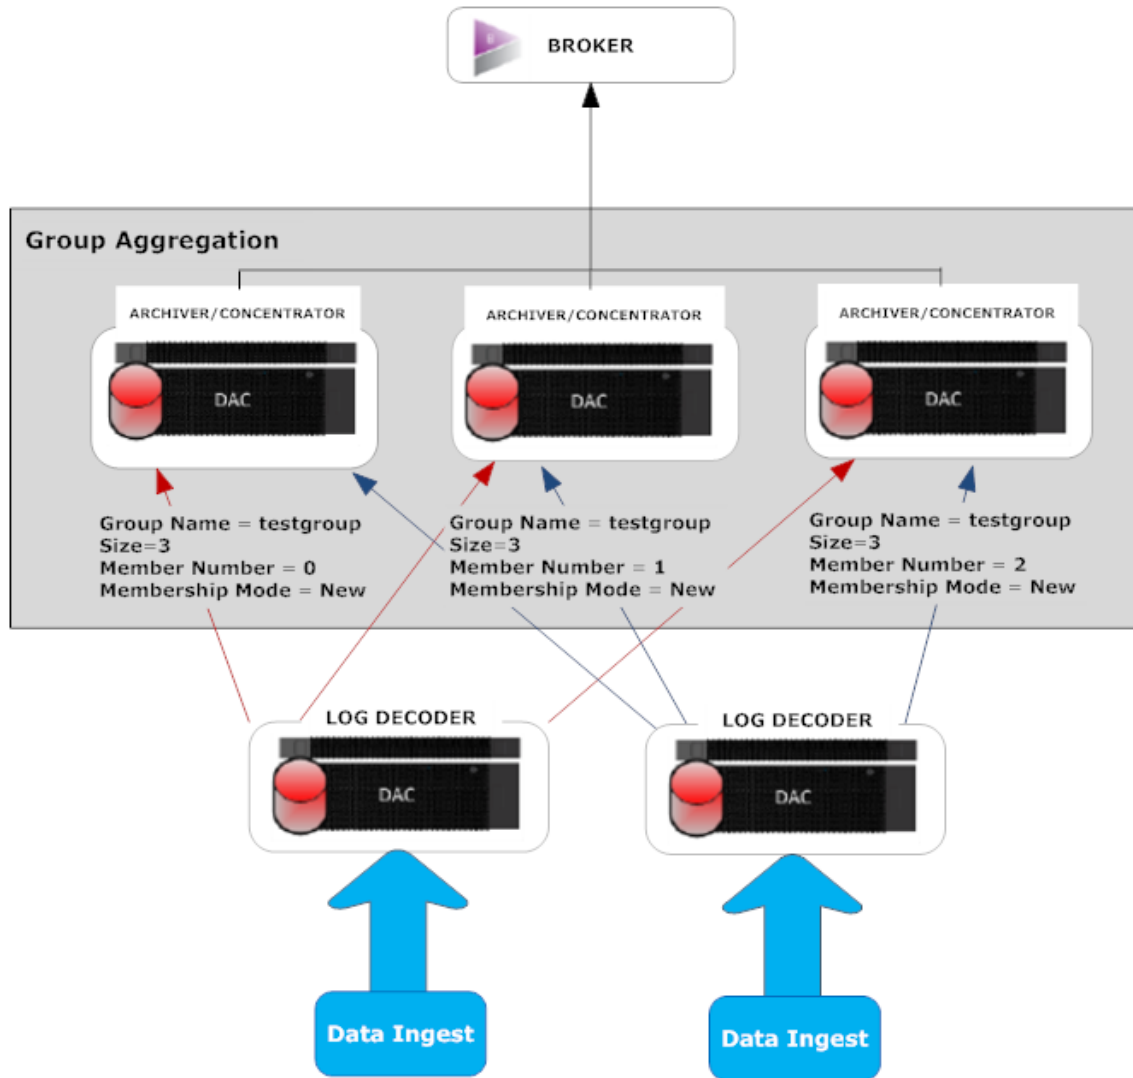 BROKER
Group Aggregation
ARCHIVER/CONCENTRATOR
ARCHIVER/CONCENTRATOR
ARCHIVER/CONCENTRATOR
DAC
DAC
DAC
Group Name = testgroup
Size=3
Member Number = 0
Membership Mode = New
Group Name = testgroup
Size=3
Member Number = 1
Membership Mode = New
Group Name = testgroup
Size=3
Member Number = 2
Membership Mode = New
LOG DECODER
LOG DECODER
DAC
DAC
Data Ingest
Data Ingest